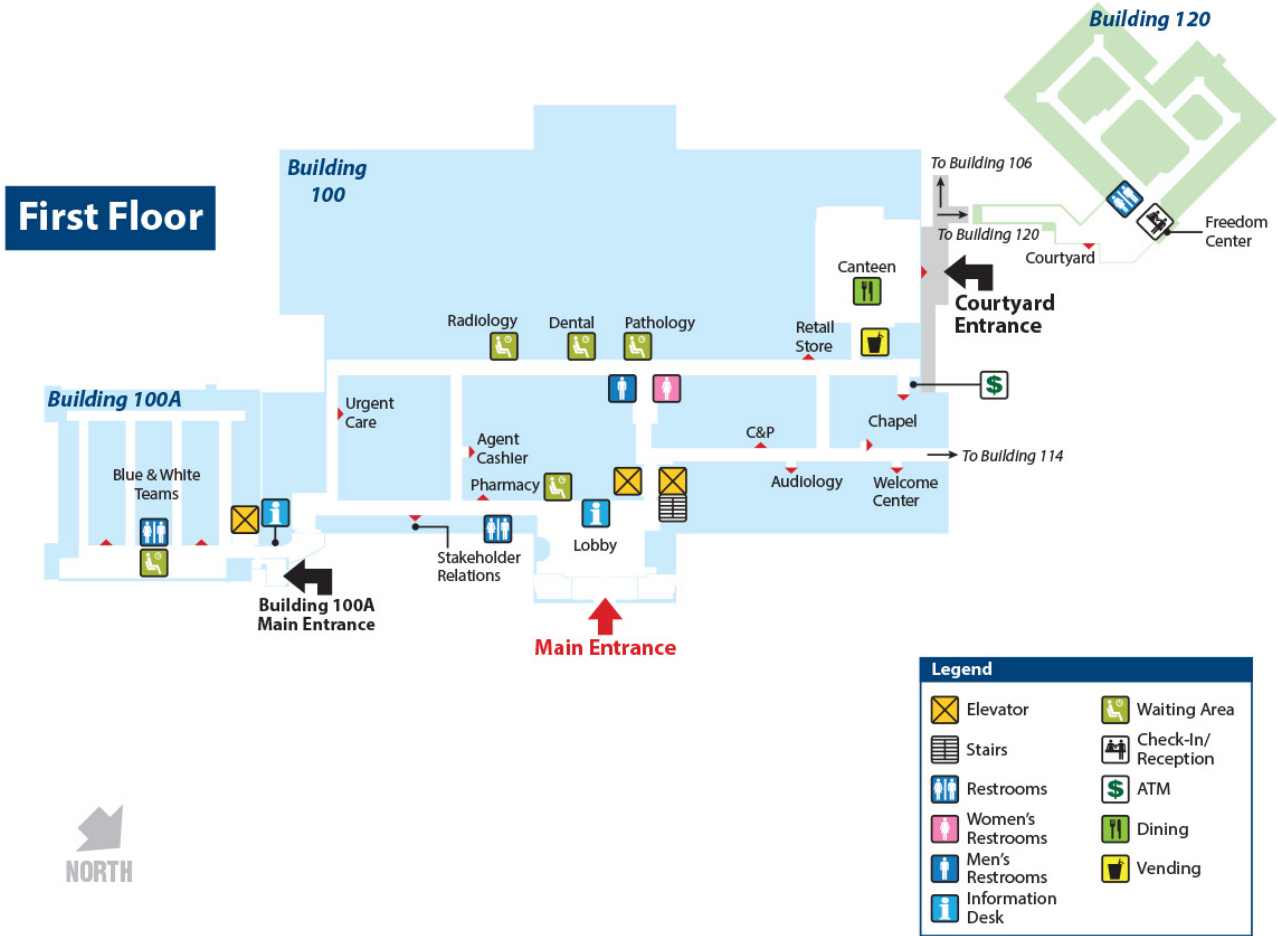 Building 120
Building
100
To Building 106
First Floor
Freedom
Center
To Building 120
Courtyard
Canteen
Courtyard
Entrance
Radiology
Dental
Pathology
Retail
Store
$
Building 100A
Urgent
Care
Chapel
C&P
Agent
Cashier
To Building 114
Blue & White
Teams
Pharmacy
Audiology
Welcome
Center
i
i
Lobby
Stakeholder
Relations
Building 100A
Main Entrance
Main Entrance
Legend
Elevator
Waiting Area
Stairs
Check-In/
Reception
Restrooms
$ ATM
Women's
Restrooms
Dining
Men's
Restrooms
Vending
i Information
Desk
NORTH